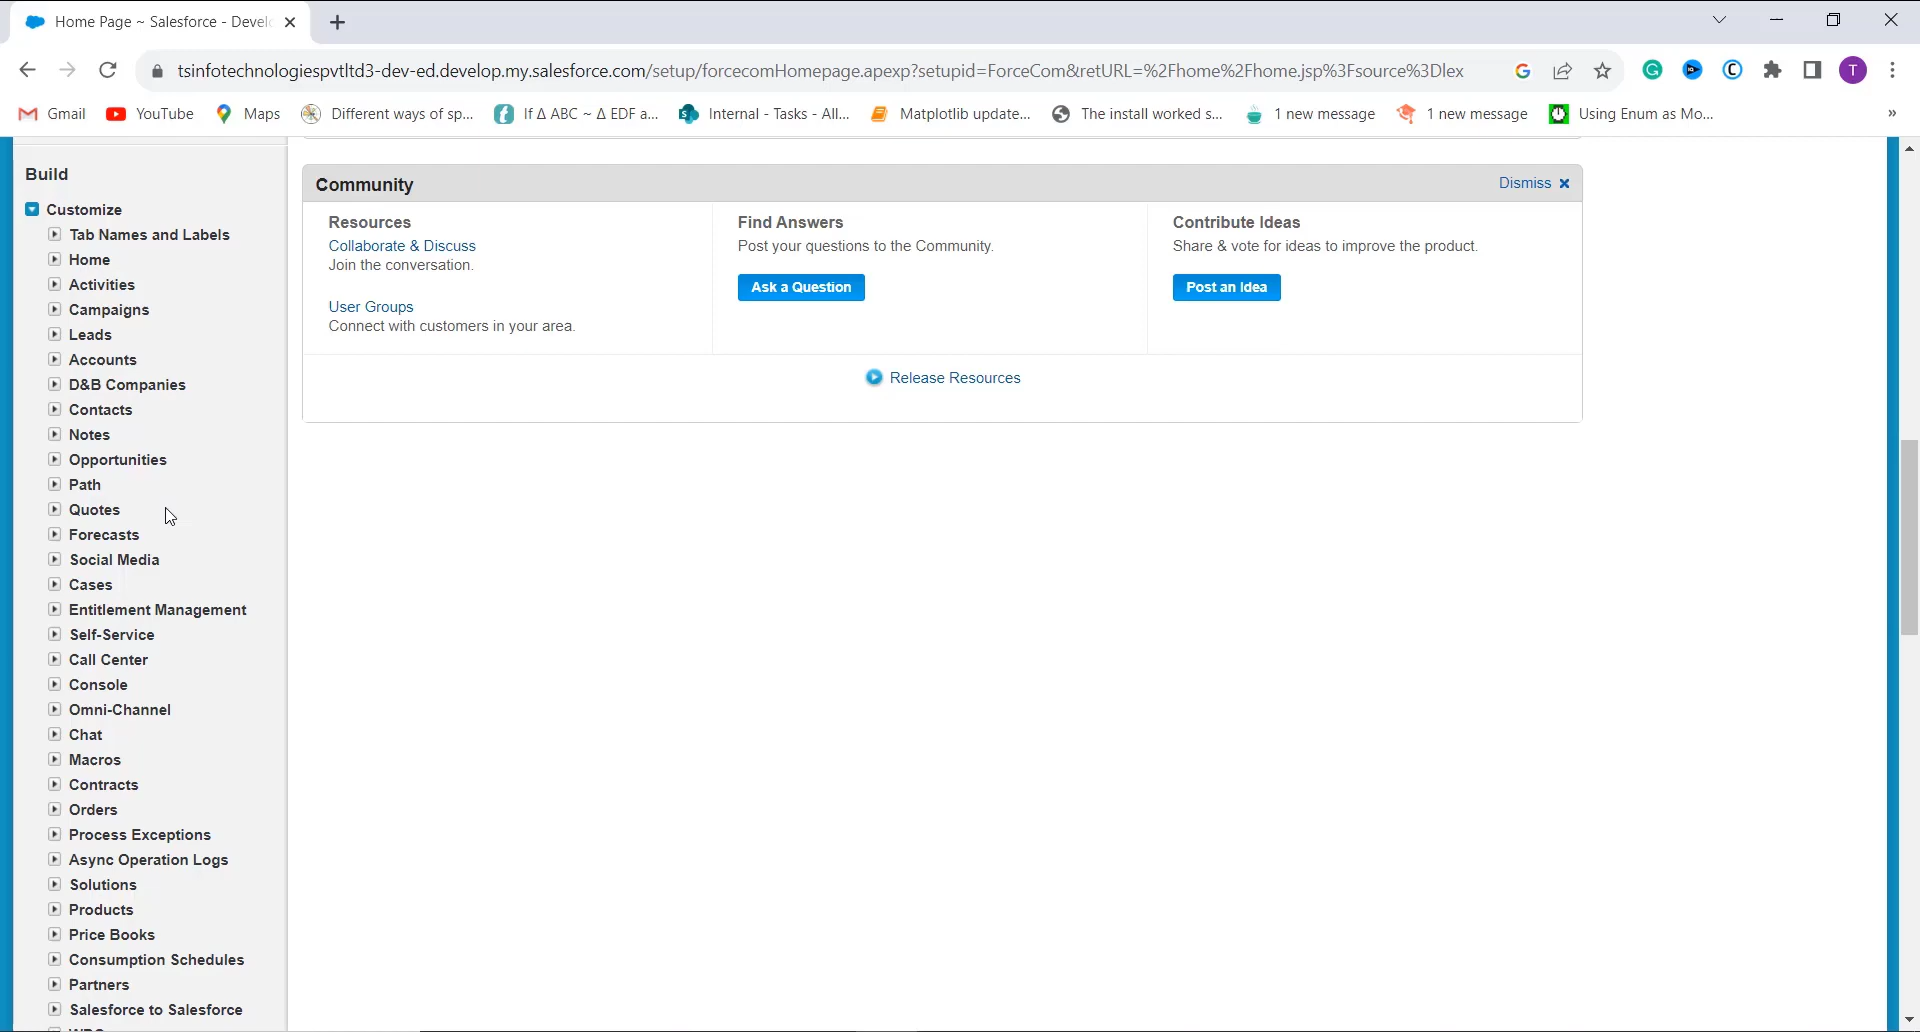 Home Page ~ Salesforce - Devel
tsinfotechnologiespvtltd3-dev-ed.develop.my.salesforce.com/setup/forcecomHomepage.apexp?setupid=ForceCom&retURL=%2Fhome%2Fhome.jsp%3Fsource%3Dlex
T
Gmail
YouTube
Maps
Different ways of sp...
If Δ ABC ~ Δ EDF a...
Internal - Tasks - All...
Matplotlib update...
The install worked s...
1 new message
1 new message
Using Enum as Mo...
»
Build
Customize
Tab Names and Labels
Home
Activities
Campaigns
Leads
Accounts
D&B Companies
Contacts
Notes
Opportunities
Path
Quotes
Forecasts
Social Media
Cases
Entitlement Management
Self-Service
Call Center
Console
Omni-Channel
Chat
Macros
Contracts
Orders
Process Exceptions
Async Operation Logs
Solutions
Products
Price Books
Consumption Schedules
Partners
Salesforce to Salesforce
Community
Dismiss
Resources
Collaborate & Discuss
Join the conversation.
User Groups
Connect with customers in your area.
Find Answers
Post your questions to the Community.
Ask a Question
Contribute Ideas
Share & vote for ideas to improve the product.
Post an Idea
Release Resources